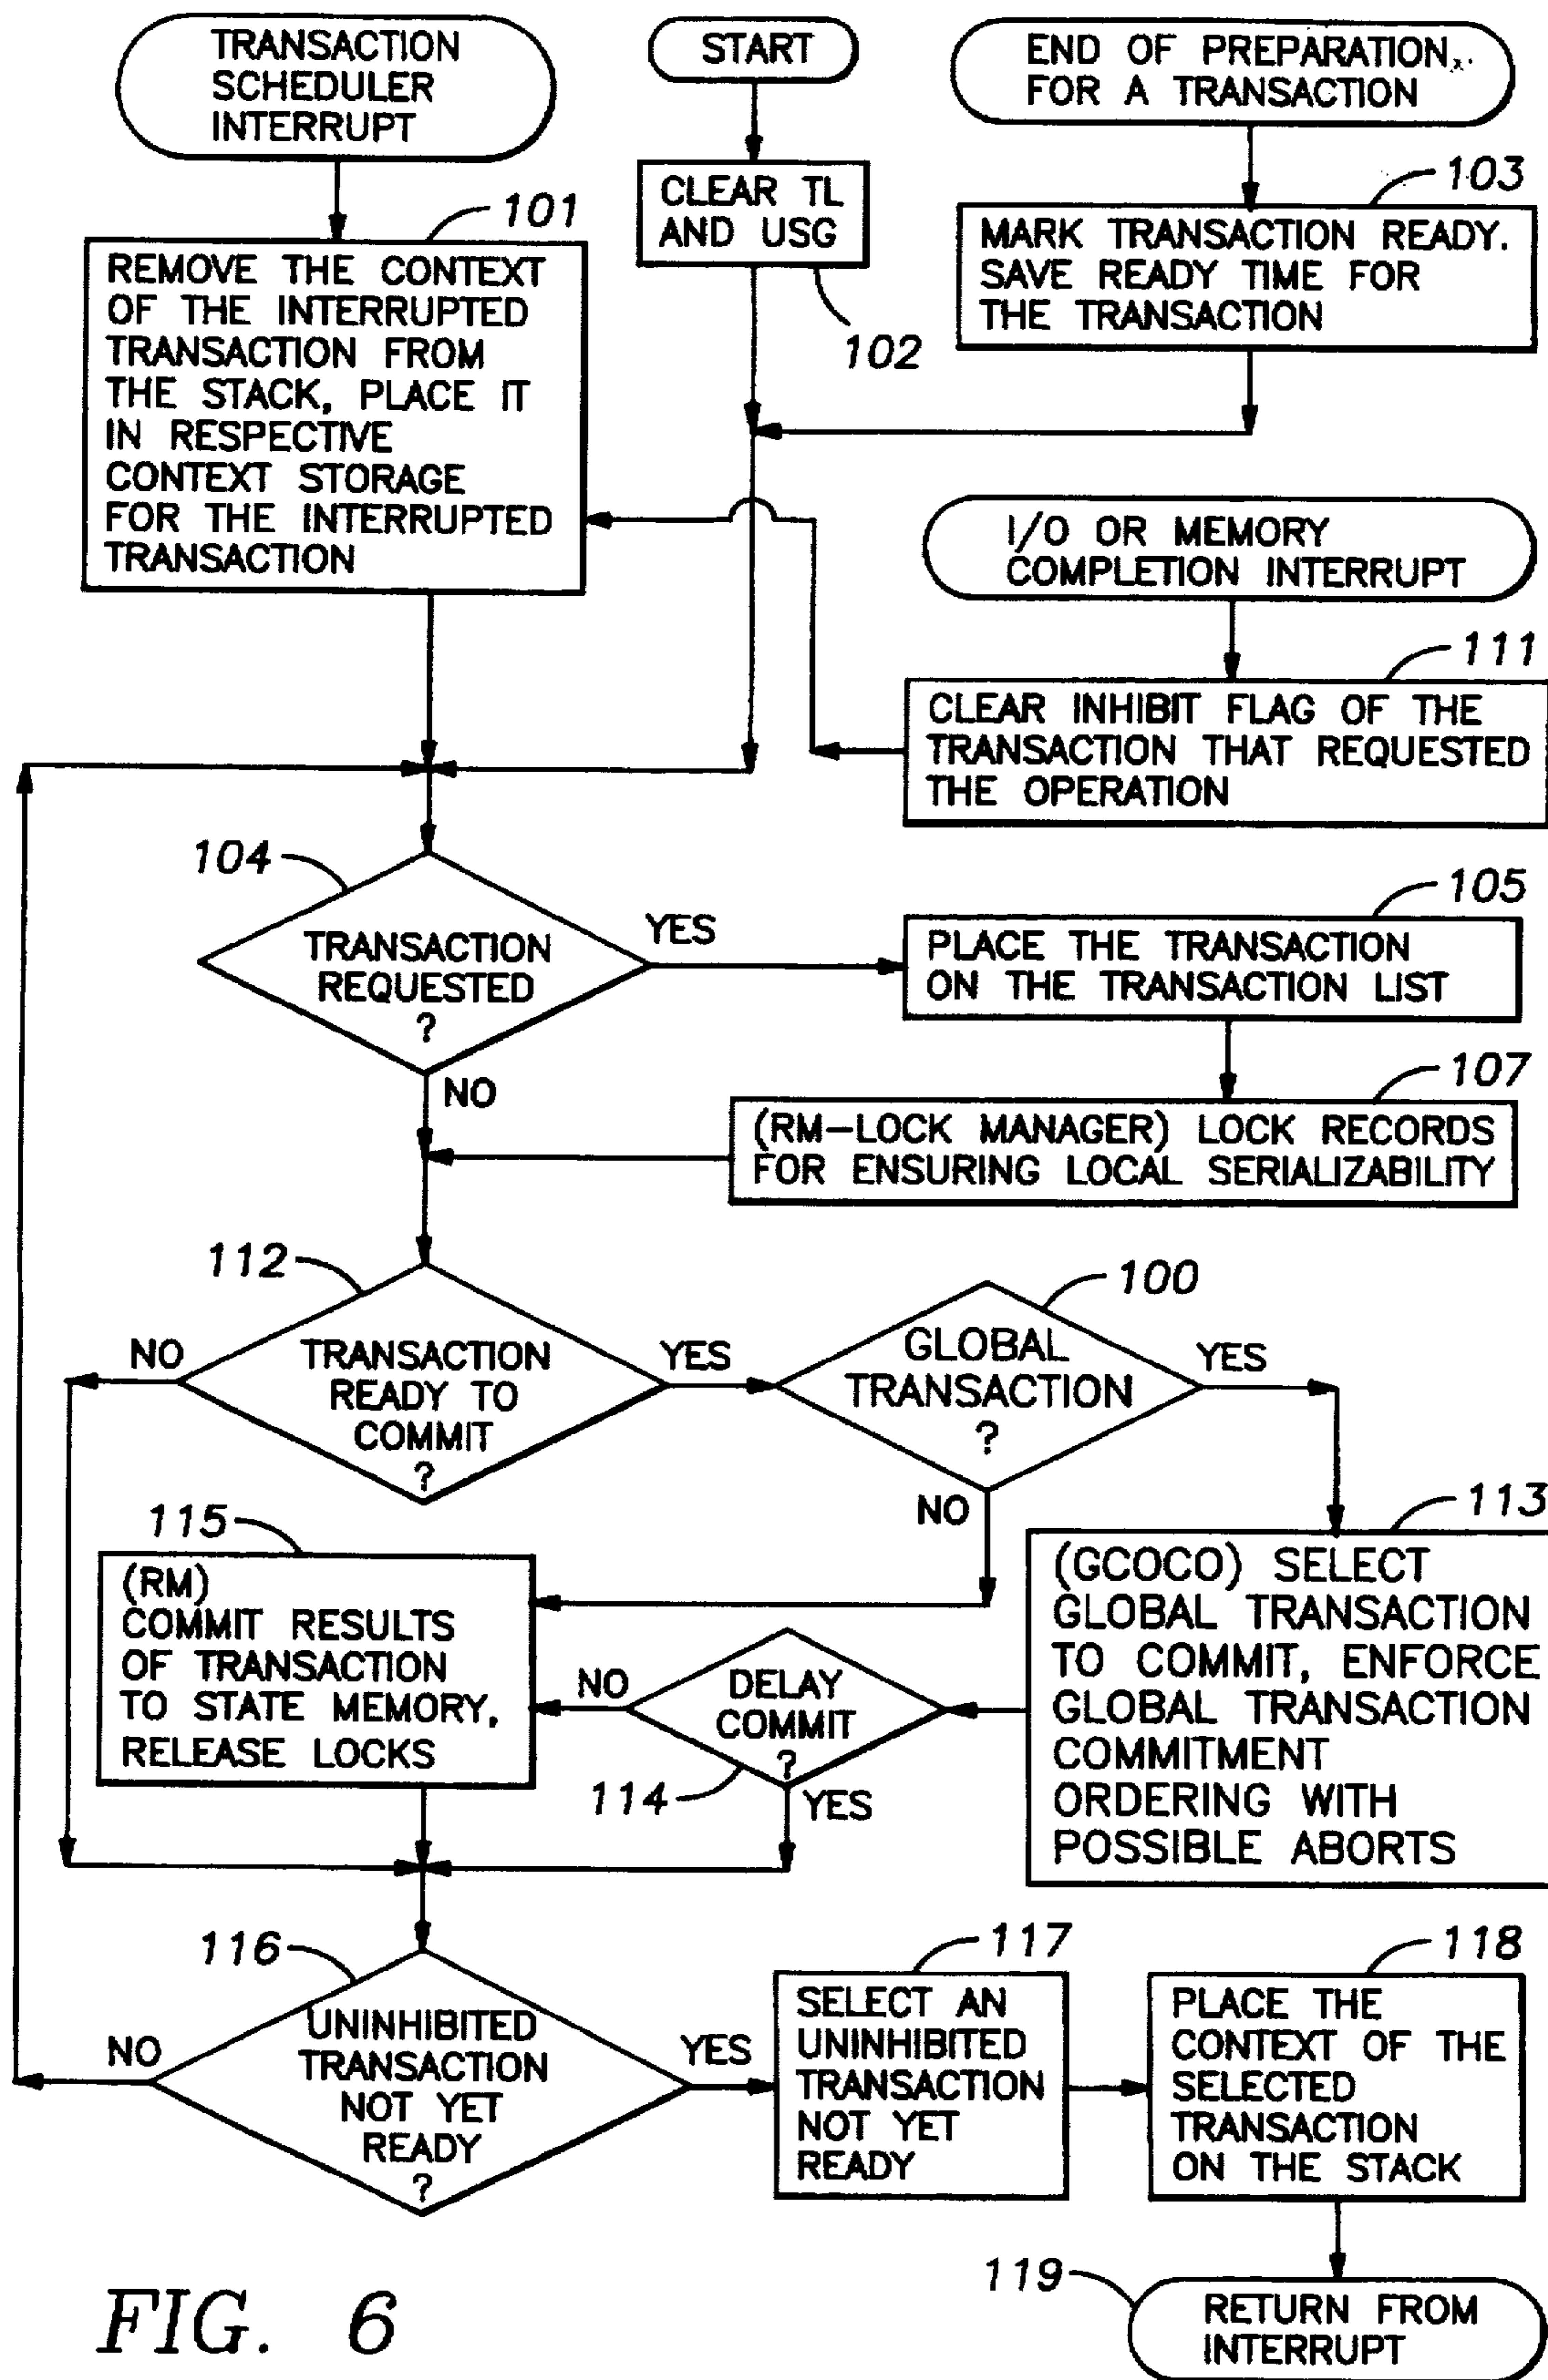 TRANSACTION
SCHEDULER
INTERRUPT
START
END OF PREPARATION
FOR A TRANSACTION
101
REMOVE THE CONTEXT
OF THE INTERRUPTED
TRANSACTION FROM
THE STACK, PLACE IT
IN RESPECTIVE
CONTEXT STORAGE
FOR THE INTERRUPTED
TRANSACTION
CLEAR TL
AND USG
102
103
MARK TRANSACTION READY.
SAVE READY TIME FOR
THE TRANSACTION
I/O OR MEMORY
COMPLETION INTERRUPT
111
CLEAR INHIBIT FLAG OF THE
TRANSACTION THAT REQUESTED
THE OPERATION
104
TRANSACTION
REQUESTED
?
YES
NO
105
PLACE THE TRANSACTION
ON THE TRANSACTION LIST
107
(RM-LOCK MANAGER) LOCK RECORDS
FOR ENSURING LOCAL SERIALIZABILITY
112
NO
TRANSACTION
READY TO
COMMIT
?
YES
100
GLOBAL
TRANSACTION
?
YES
NO
113
(GCOCO) SELECT
GLOBAL TRANSACTION
TO COMMIT, ENFORCE
GLOBAL TRANSACTION
COMMITMENT
ORDERING WITH
POSSIBLE ABORTS
115
(RM)
COMMIT RESULTS
OF TRANSACTION
TO STATE MEMORY,
RELEASE LOCKS
NO
DELAY
COMMIT
?
114
YES
116
NO
UNINHIBITED
TRANSACTION
NOT YET
READY
?
YES
117
SELECT AN
UNINHIBITED
TRANSACTION
NOT YET
READY
118
PLACE THE
CONTEXT OF THE
SELECTED
TRANSACTION
ON THE STACK
119
RETURN FROM
INTERRUPT
FIG. 6